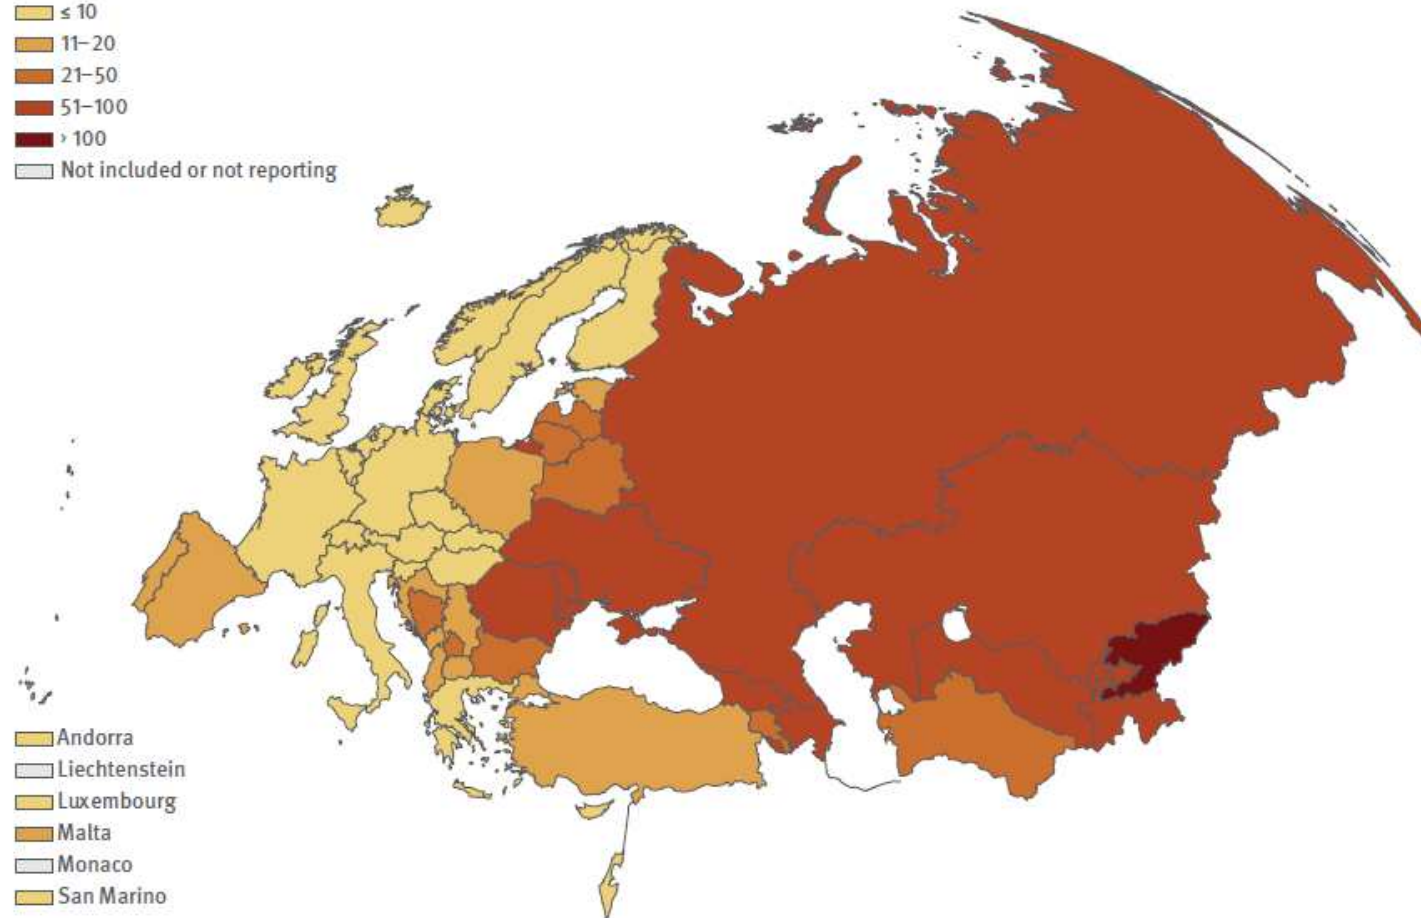 ≤ 10
11–20
21–50
51–100
› 100
Not included or not reporting
Andorra
Liechtenstein
Luxembourg
Malta
Monaco
San Marino